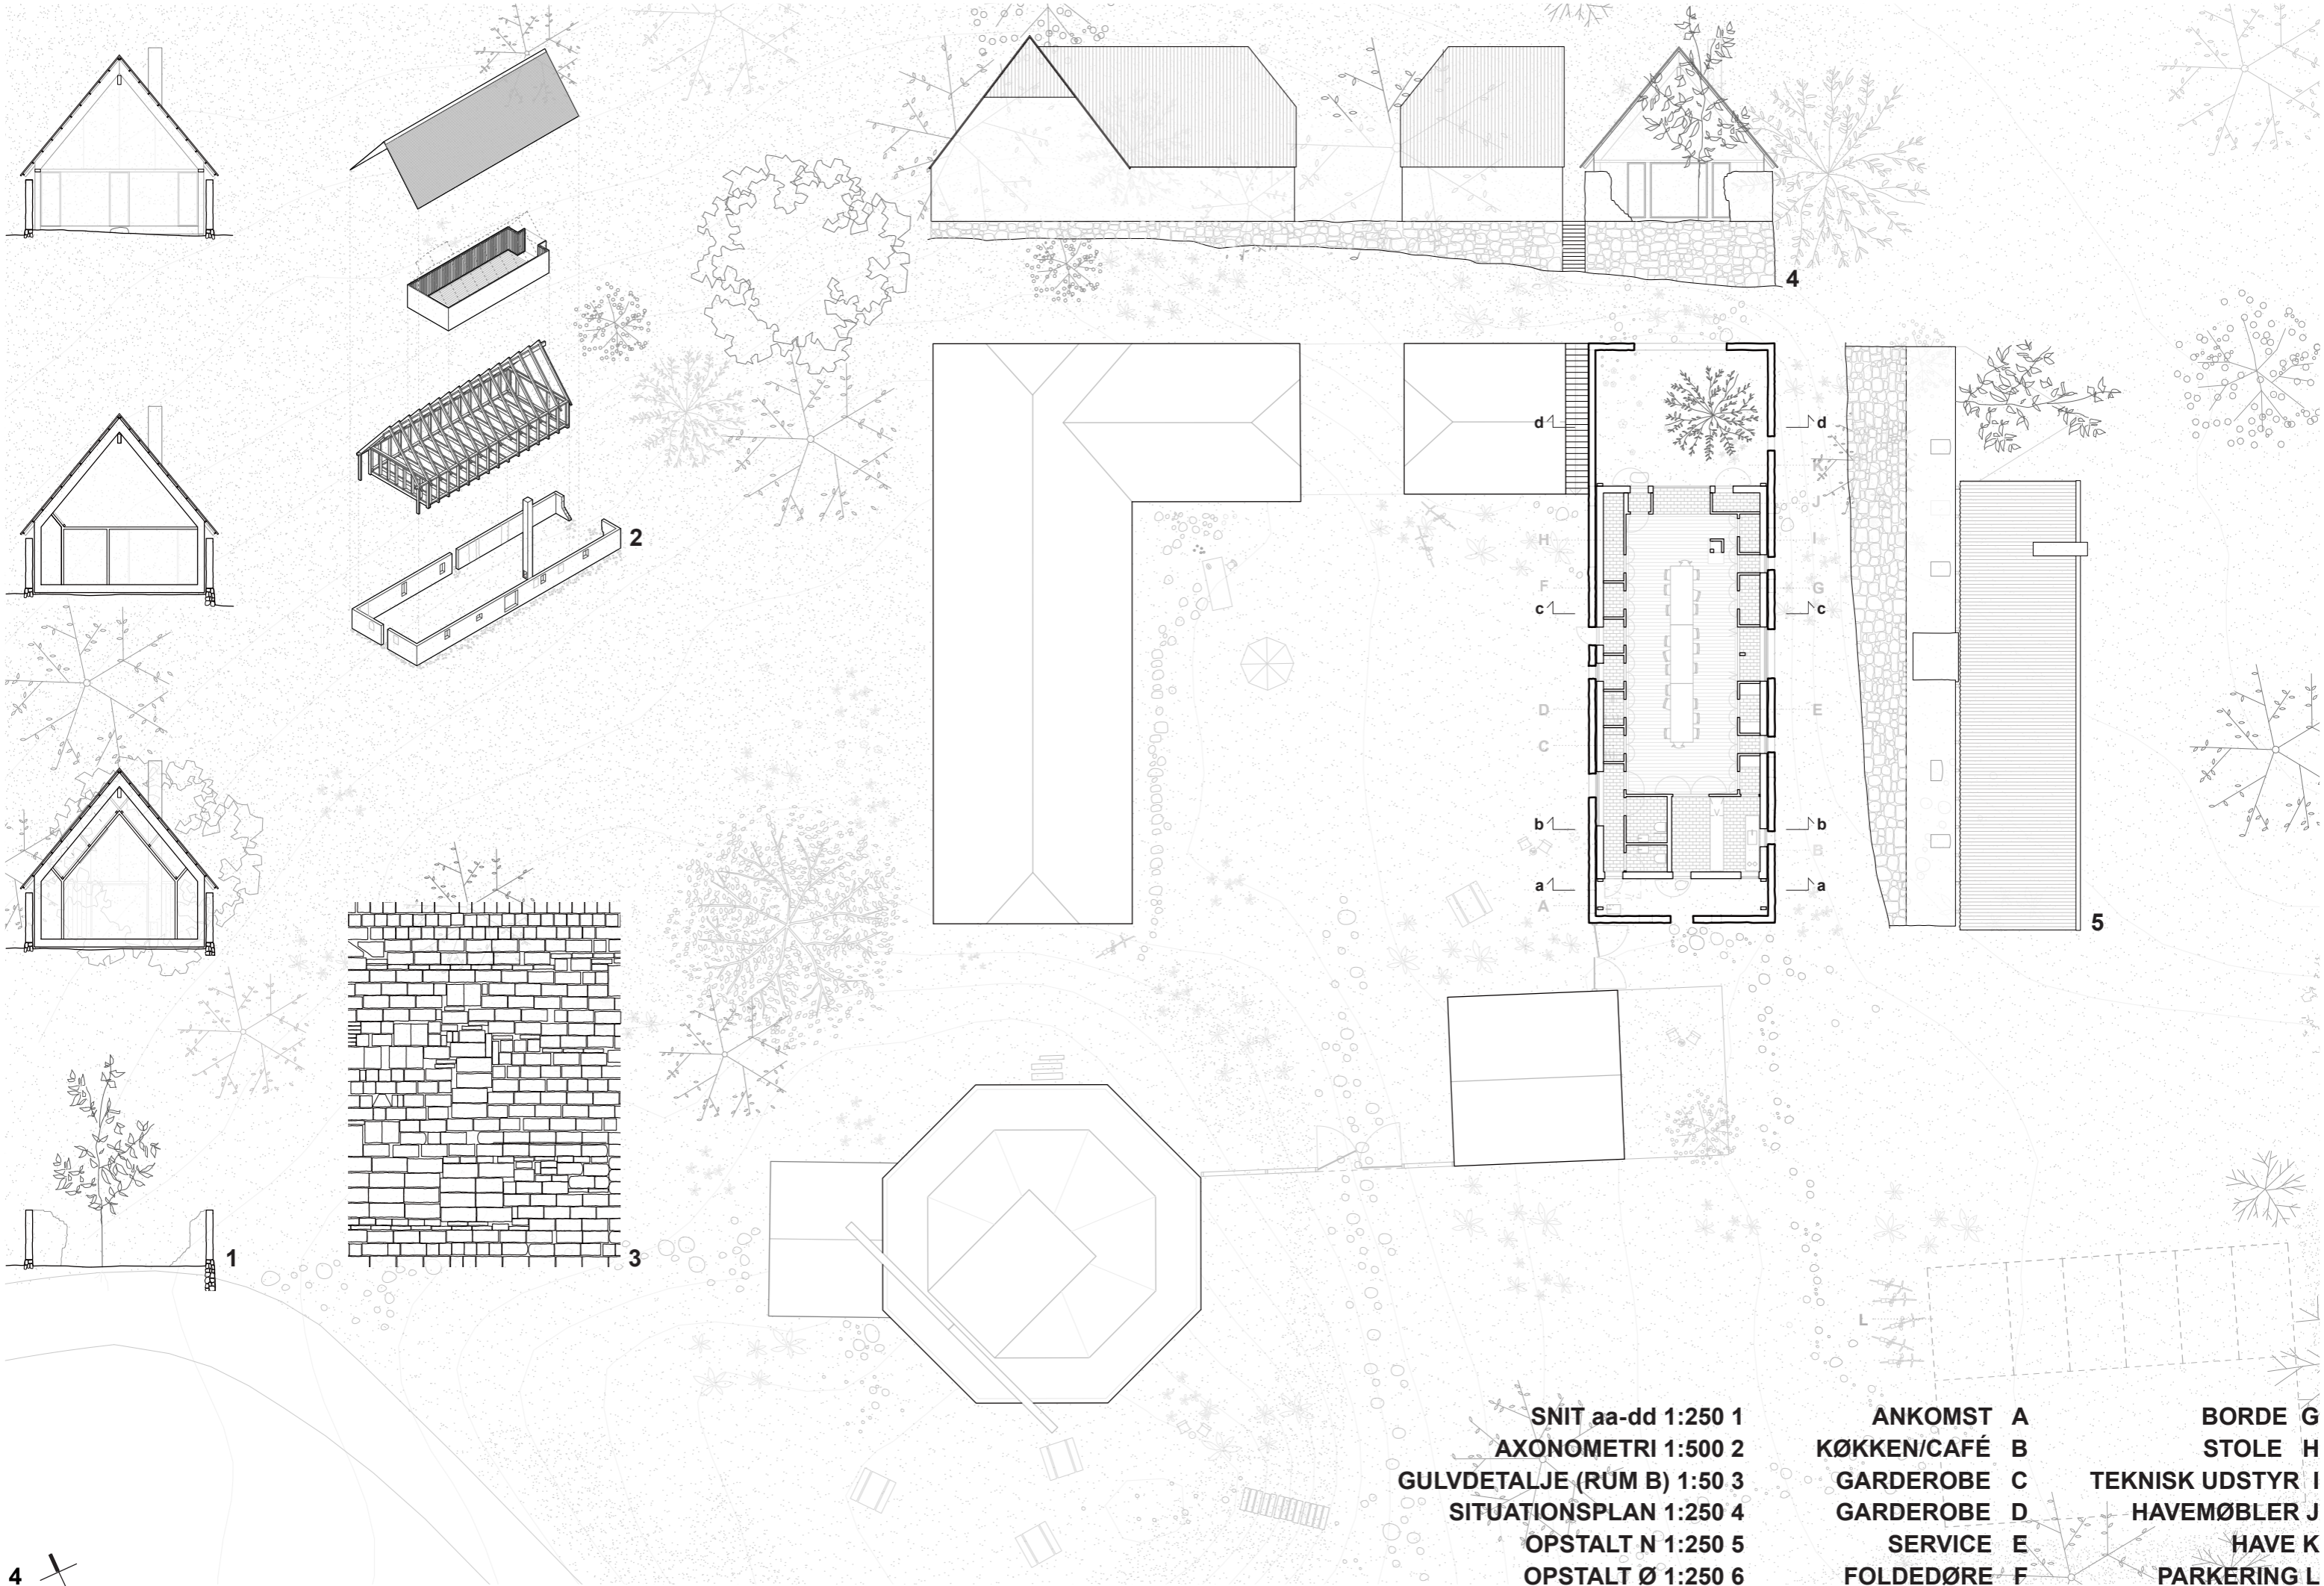 4
2
d d
K
J
H I
F G
c c
D E
C
b b
B
a a
A
5
1
3
L
SNIT aa-dd 1:250 1
AXONOMETRI 1:500 2
GULVDETALJE (RUM B) 1:50 3
SITUATIONSPLAN 1:250 4
OPSTALT N 1:250 5
OPSTALT Ø 1:250 6
ANKOMST A
KØKKEN/CAFÉ B
GARDEROBE C
GARDEROBE D
SERVICE E
FOLDEDØRE F
BORDE G
STOLE H
TEKNISK UDSTYR I
HAVEMØBLER J
HAVE K
PARKERING L
4